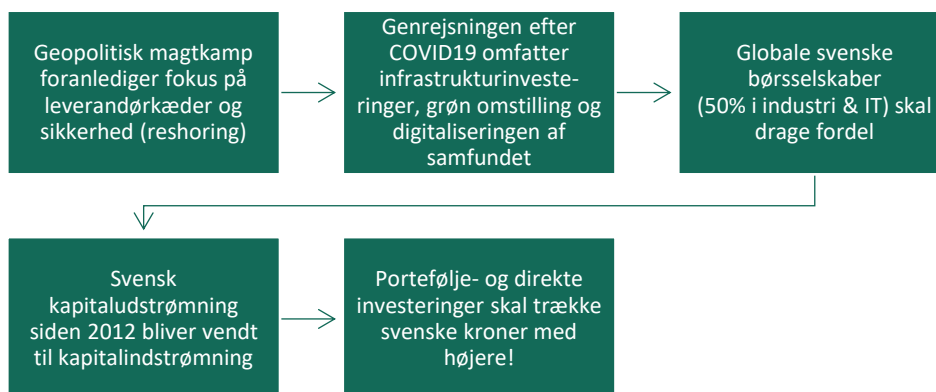 Geopolitisk magtkamp
foranlediger fokus på
leverandørkæder og
sikkerhed (reshoring)
Genrejsningen efter
COVID19 omfatter
infrastrukturinveste-
ringer, grøn omstilling og
digitaliseringen af
samfundet
Globale svenske
børsselskaber
(50% i industri & IT) skal
drage fordel
Svensk
kapitaludstrømning
siden 2012 bliver vendt
til kapitalindstrømning
Portefølje- og direkte
investeringer skal trække
svenske kroner med
højere!